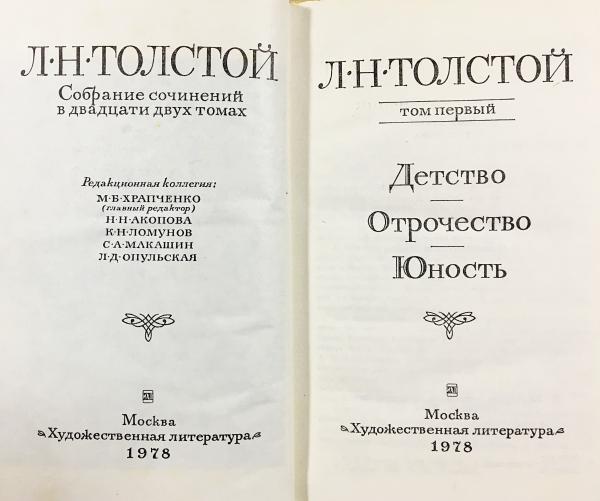 Л·Н·ТОЛСТОЙ
Собрание сочинений
в двадцати двух томах
Редакционная коллегия:
М·Б·ХРАПЧЕНКО
(главный редактор)
Н·Н·АКОПОВА
К·Н·ЛОМУНОВ
С·А·МАКАШИН
Л·Д·ОПУЛЬСКАЯ
Москва
«Художественная литература»
1978
Л·Н·ТОЛСТОЙ
том первый
Детство
Отрочество
Юность
Москва
«Художественная литература»
1978